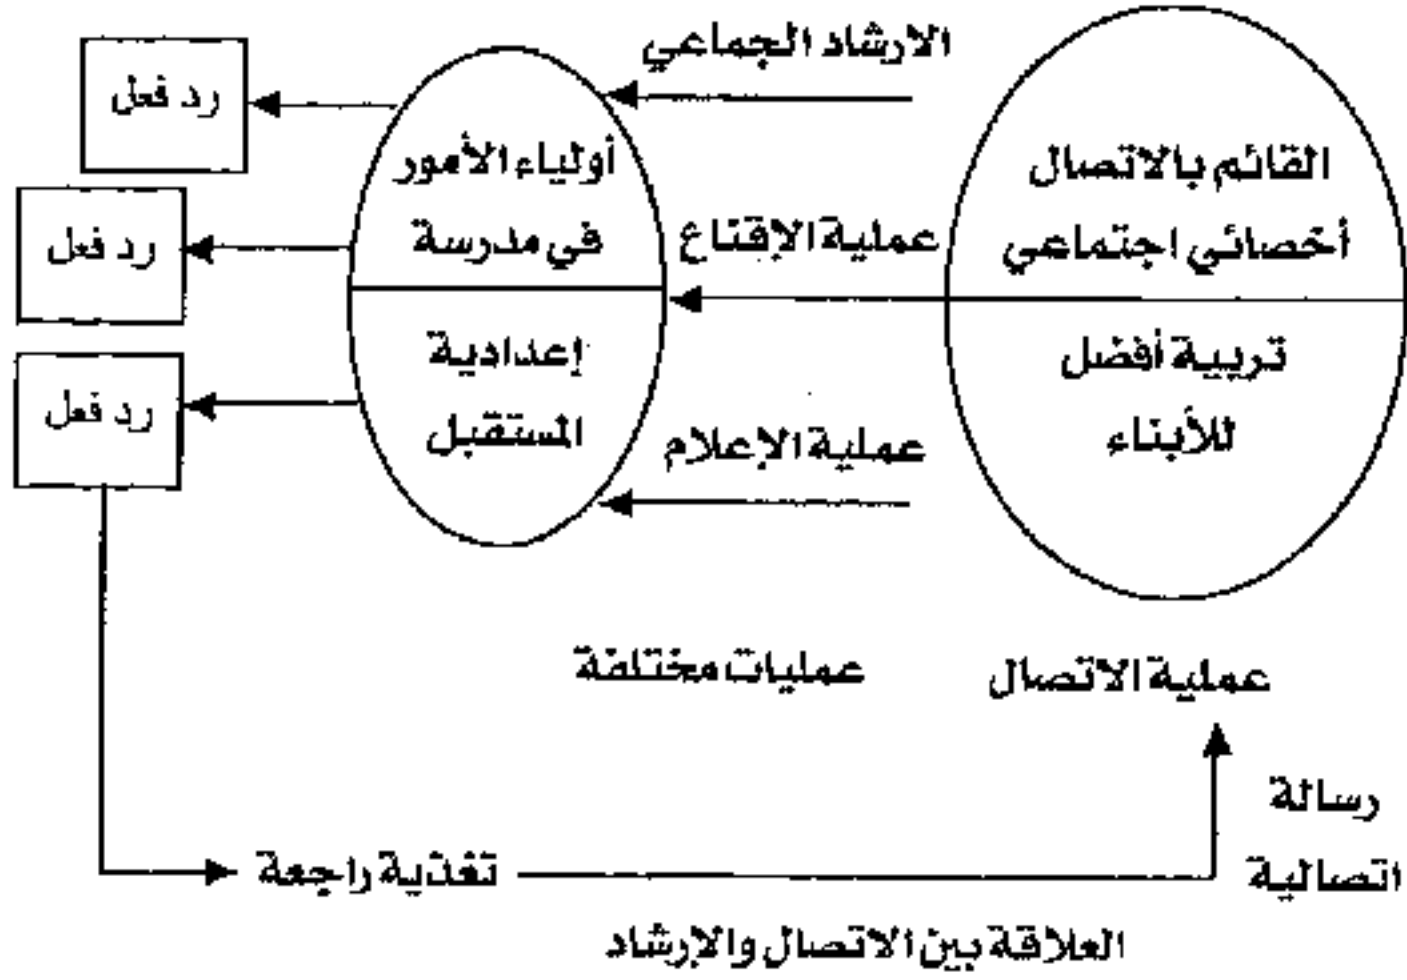 الارشاد الجماعي
القائم بالاتصال
أخصائي اجتماعي
تربية أفضل
للأبناء
عملية الإقناع
عملية الإعلام
أولياء الأمور
في مدرسة
إعدادية
المستقبل
رد فعل
رد فعل
رد فعل
عملية الاتصال
عمليات مختلفة
رسالة
اتصالية
تغذية راجعة
العلاقة بين الاتصال والإرشاد